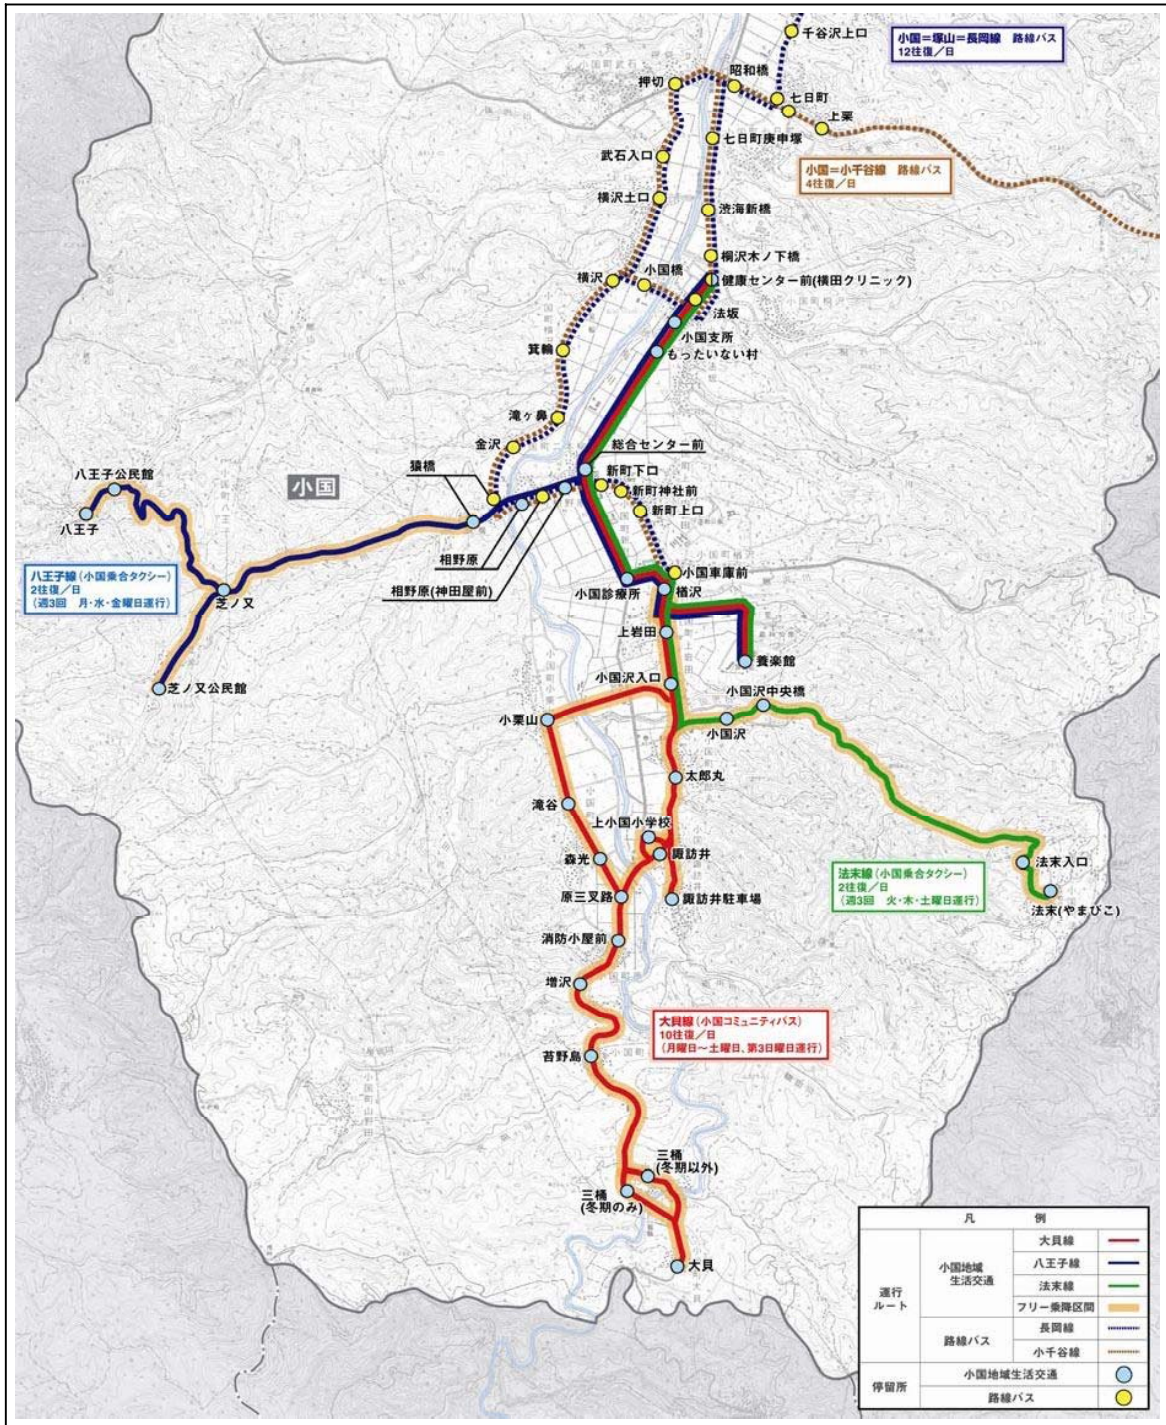 千谷沢上口
小国=塚山=長岡線 路線バス
12往復/日
昭和橋
押切
七日町
上栗
七日町庚申塚
武石入口
小国=小千谷線 路線バス
4往復/日
横沢土口
渋海新橋
桐沢木ノ下橋
横沢
小国橋
健康センター前(横田クリニック)
法坂
小国支所
もったいない村
箕輪
滝ヶ鼻
金沢
総合センター前
猿橋
新町下口
八王子公民館
小国
新町神社前
新町上口
八王子
相野原
小国車庫前
八王子線(小国乗合タクシー)
2往復/日
(週3回 月・水・金曜日運行)
相野原(神田屋前)
小国診療所
楢沢
芝ノ又
上岩田
養楽館
小国沢入口
芝ノ又公民館
小国沢中央橋
小栗山
小国沢
太郎丸
滝谷
上小国小学校
諏訪井
森光
法末入口
法末線(小国乗合タクシー)
2往復/日
(週3回 火・木・土曜日運行)
原三叉路
諏訪井駐車場
法末(やまびこ)
消防小屋前
増沢
大貝線(小国コミュニティバス)
10往復/日
(月曜日~土曜日、第3日曜日運行)
苔野島
三桶
(冬期以外)
三桶
(冬期のみ)
大貝
凡 例
運行
ルート
小国地域
生活交通
大貝線
八王子線
法末線
フリー乗降区間
路線バス
長岡線
小千谷線
停留所
小国地域生活交通
路線バス